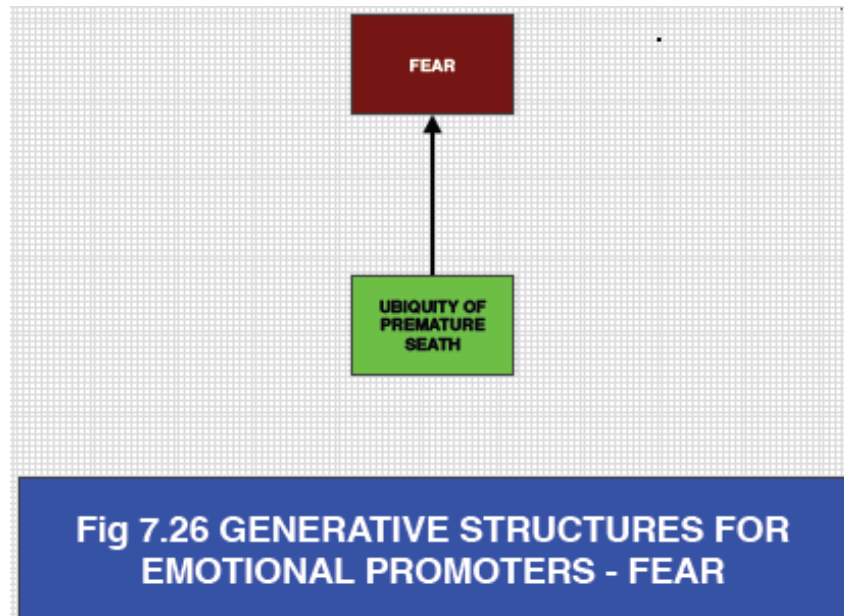 FEAR
UBIQUITY OF
PREMATURE
SEATH
Fig 7.26 GENERATIVE STRUCTURES FOR
EMOTIONAL PROMOTERS - FEAR